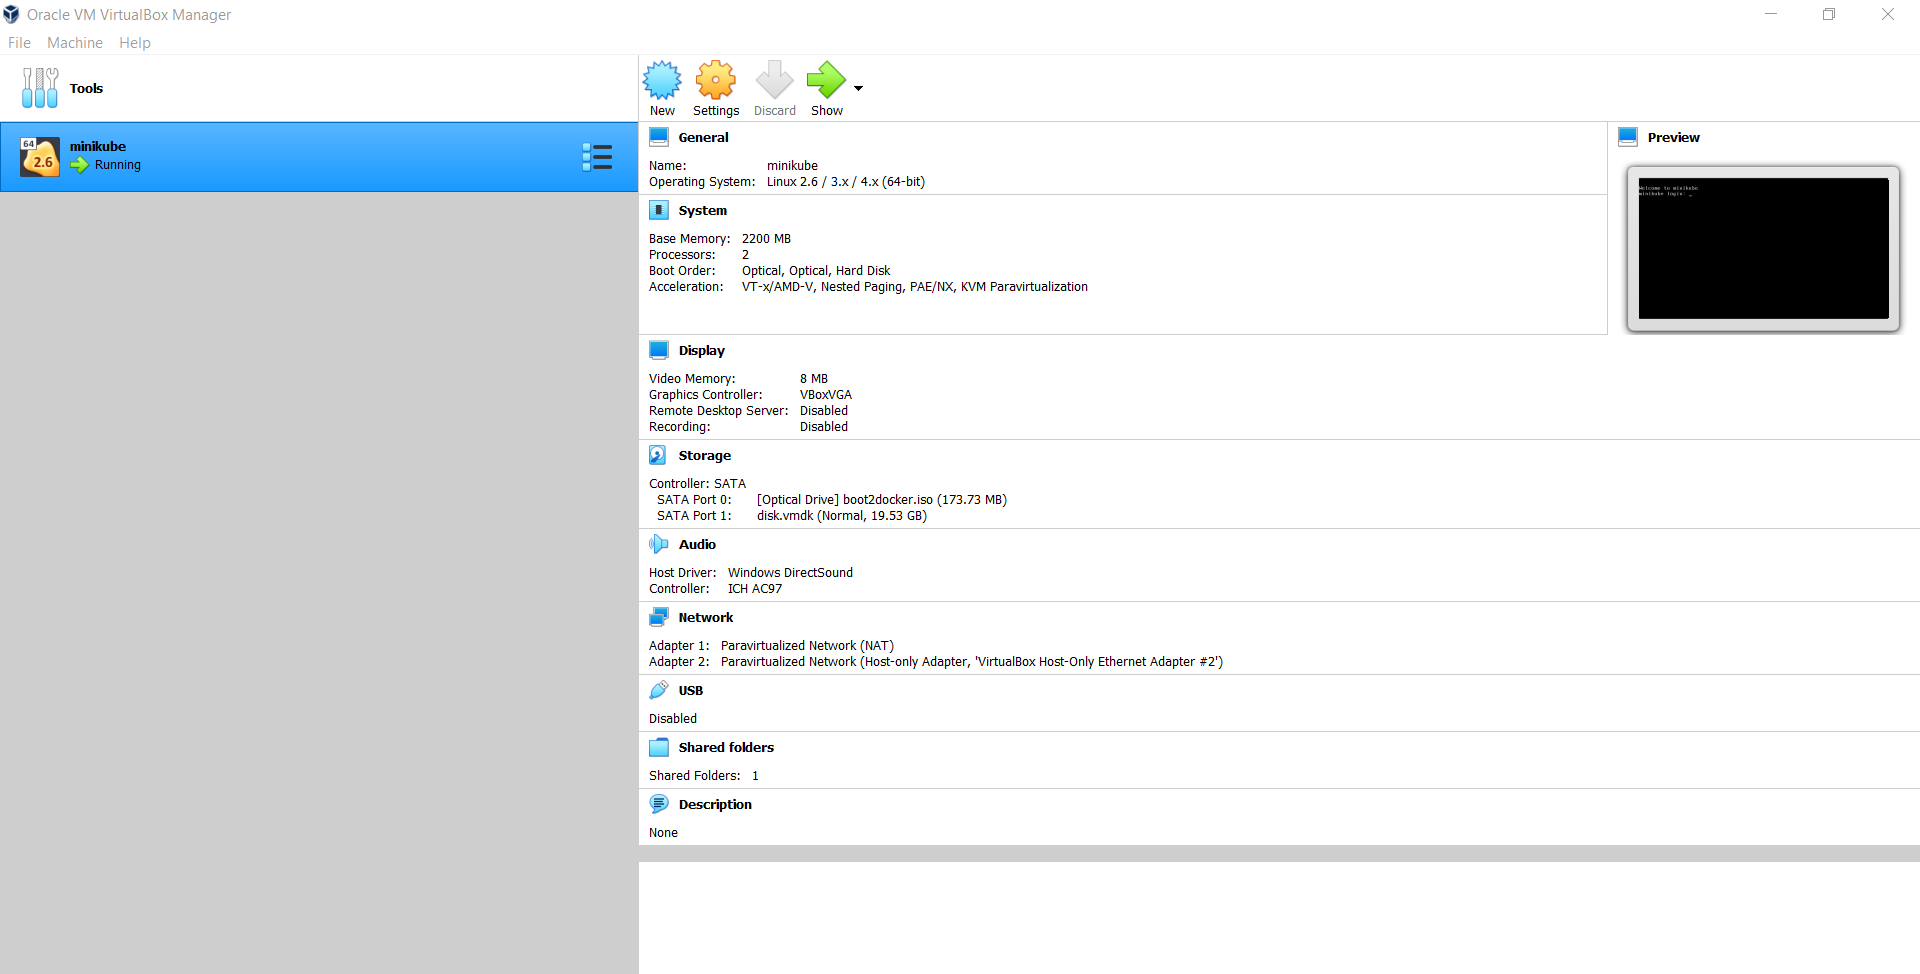 Oracle VM VirtualBox Manager
File Machine Help
Tools
64
2.6
minikube
Running
New Settings Discard Show
General
Name: minikube
Operating System: Linux 2.6 / 3.x / 4.x (64-bit)
Preview
Welcome to minikube
minikube login: _
System
Base Memory: 2200 MB
Processors: 2
Boot Order: Optical, Optical, Hard Disk
Acceleration: VT-x/AMD-V, Nested Paging, PAE/NX, KVM Paravirtualization
Display
Video Memory: 8 MB
Graphics Controller: VBoxVGA
Remote Desktop Server: Disabled
Recording: Disabled
Storage
Controller: SATA
SATA Port 0: [Optical Drive] boot2docker.iso (173.73 MB)
SATA Port 1: disk.vmdk (Normal, 19.53 GB)
Audio
Host Driver: Windows DirectSound
Controller: ICH AC97
Network
Adapter 1: Paravirtualized Network (NAT)
Adapter 2: Paravirtualized Network (Host-only Adapter, 'VirtualBox Host-Only Ethernet Adapter #2')
USB
Disabled
Shared folders
Shared Folders: 1
Description
None